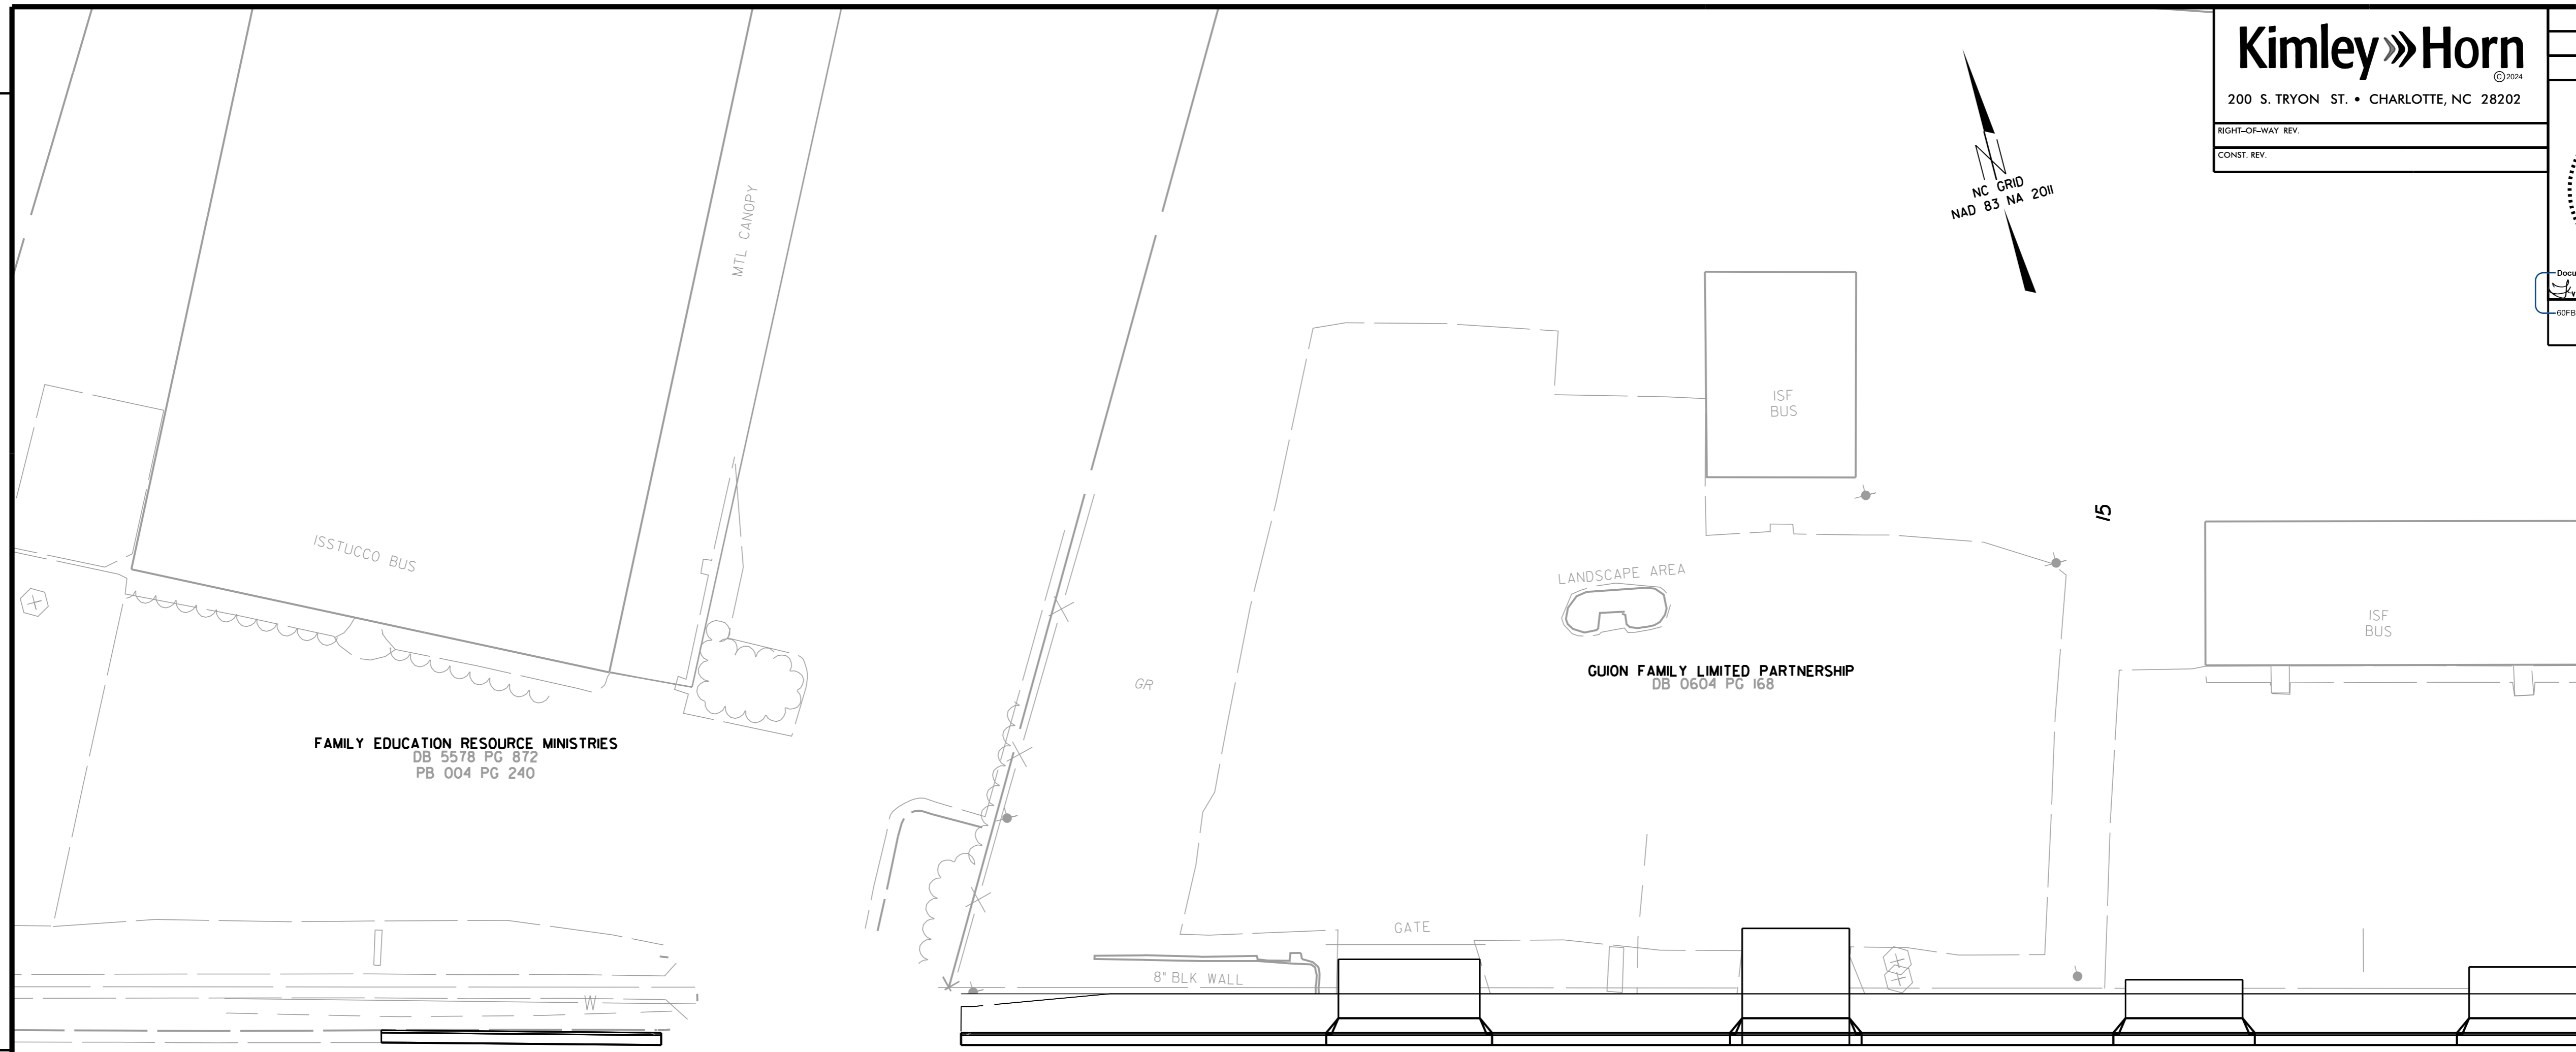 Kimley Horn
© 2024
200 S. TRYON ST. • CHARLOTTE, NC 28202
RIGHT-OF-WAY REV.
CONST. REV.
NC GRID
NAD 83 NA 2011
MTL CANOPY
ISF
BUS
15
ISSTUCCO BUS
LANDSCAPE AREA
ISF
BUS
GUION FAMILY LIMITED PARTNERSHIP
DB 0604 PG 168
GR
FAMILY EDUCATION RESOURCE MINISTRIES
DB 5578 PG 872
PB 004 PG 240
GATE
8" BLK WALL
W